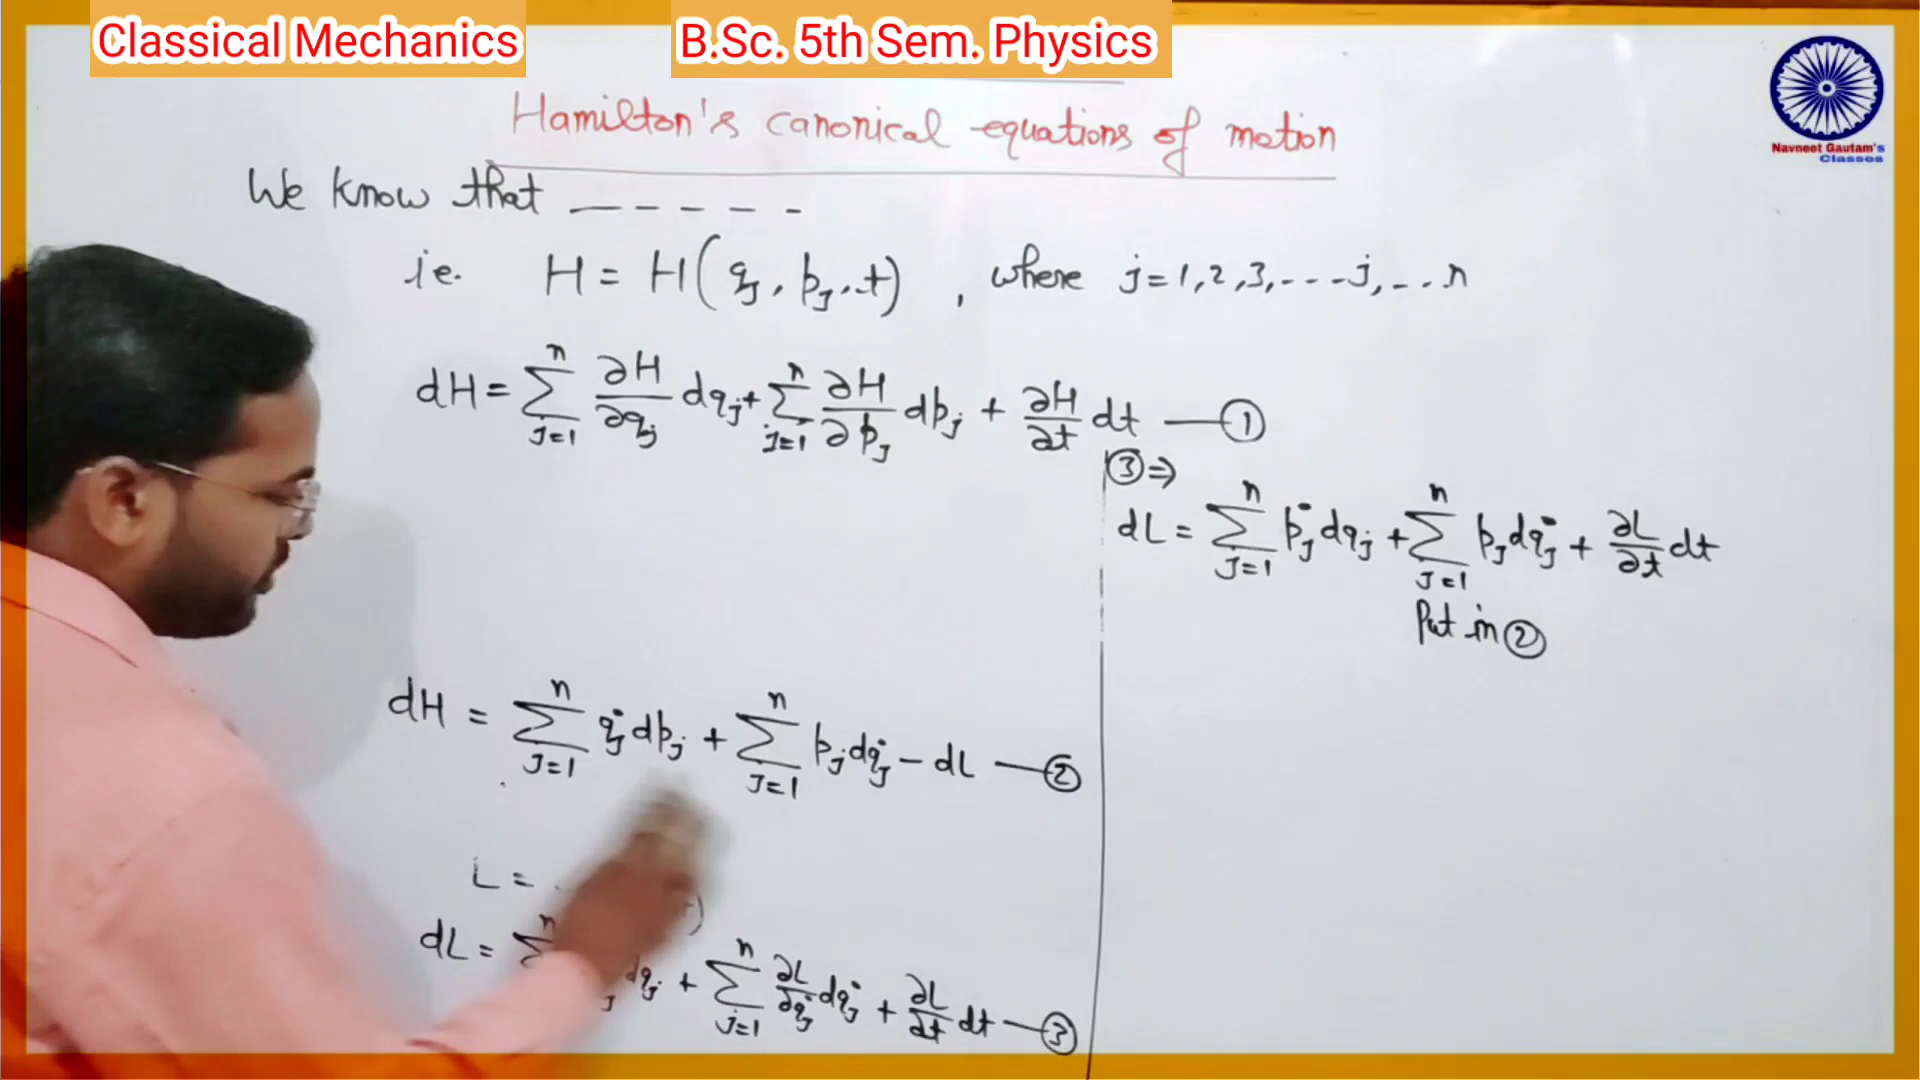 Classical Mechanics
B.Sc. 5th Sem. Physics
Navneet Gautam's
Classes
Hamilton's canonical equations of motion
We know that _ - - - -
i.e. H = H(qj, pj, t), where j=1,2,3,---j,--n
dH = Σ_{j=1}^{n} ∂H/∂qj dqj + Σ_{j=1}^{n} ∂H/∂pj dpj + ∂H/∂t dt —①
dH = Σ_{j=1}^{n} q̇j dpj + Σ_{j=1}^{n} pj dq̇j − dL —②
L =
dL = Σ^{n} dqj + Σ_{j=1}^{n} ∂L/∂q̇j dq̇j + ∂L/∂t dt —③
③⇒
dL = Σ_{j=1}^{n} ṗj dqj + Σ_{j=1}^{n} pj dq̇j + ∂L/∂t dt
Put in ②